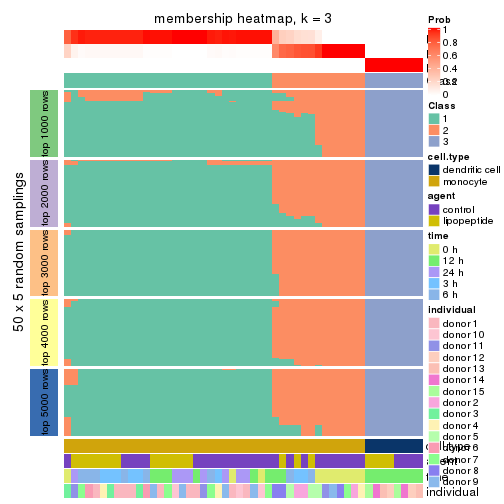 membership heatmap, k = 3
50 x 5 random samplings
top 1000 rows
top 2000 rows
top 3000 rows
top 4000 rows
top 5000 rows
Prob
1
0.8
0.6
0.4
0.2
0
Class
1
2
3
cell.type
dendritic cell
monocyte
agent
control
lipopeptide
time
0 h
12 h
24 h
3 h
6 h
individual
donor 1
donor 10
donor 11
donor 12
donor 13
donor 14
donor 15
donor 2
donor 3
donor 4
donor 5
donor 7
donor 8
donor 9
individual